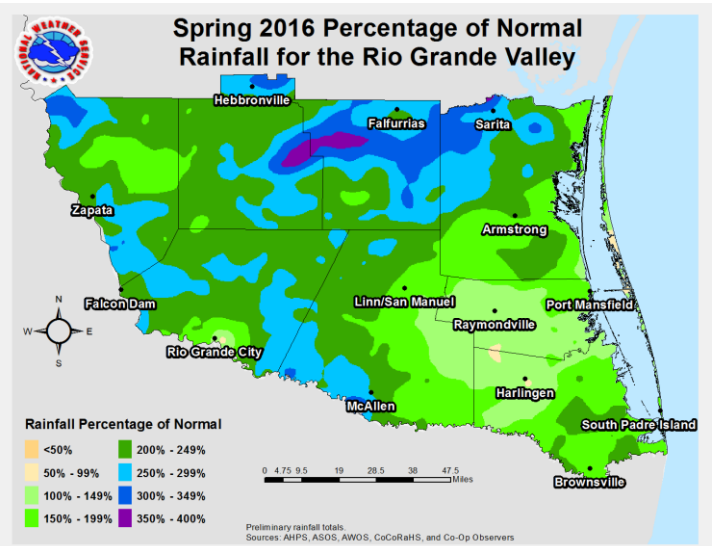 Spring 2016 Percentage of Normal
Rainfall for the Rio Grande Valley
NATIONAL WEATHER SERVICE
Hebbronville
Falfurrias
Sarita
Zapata
Armstrong
Falcon Dam
Linn/San Manuel
Port Mansfield
Raymondville
N
W
E
S
Rio Grande City
Harlingen
McAllen
South Padre Island
Brownsville
Rainfall Percentage of Normal
<50%
50% - 99%
100% - 149%
150% - 199%
200% - 249%
250% - 299%
300% - 349%
350% - 400%
0 4.75 9.5 19 28.5 38 47.5
Miles
Preliminary rainfall totals.
Sources: AHPS, ASOS, AWOS, CoCoRaHS, and Co-Op Observers